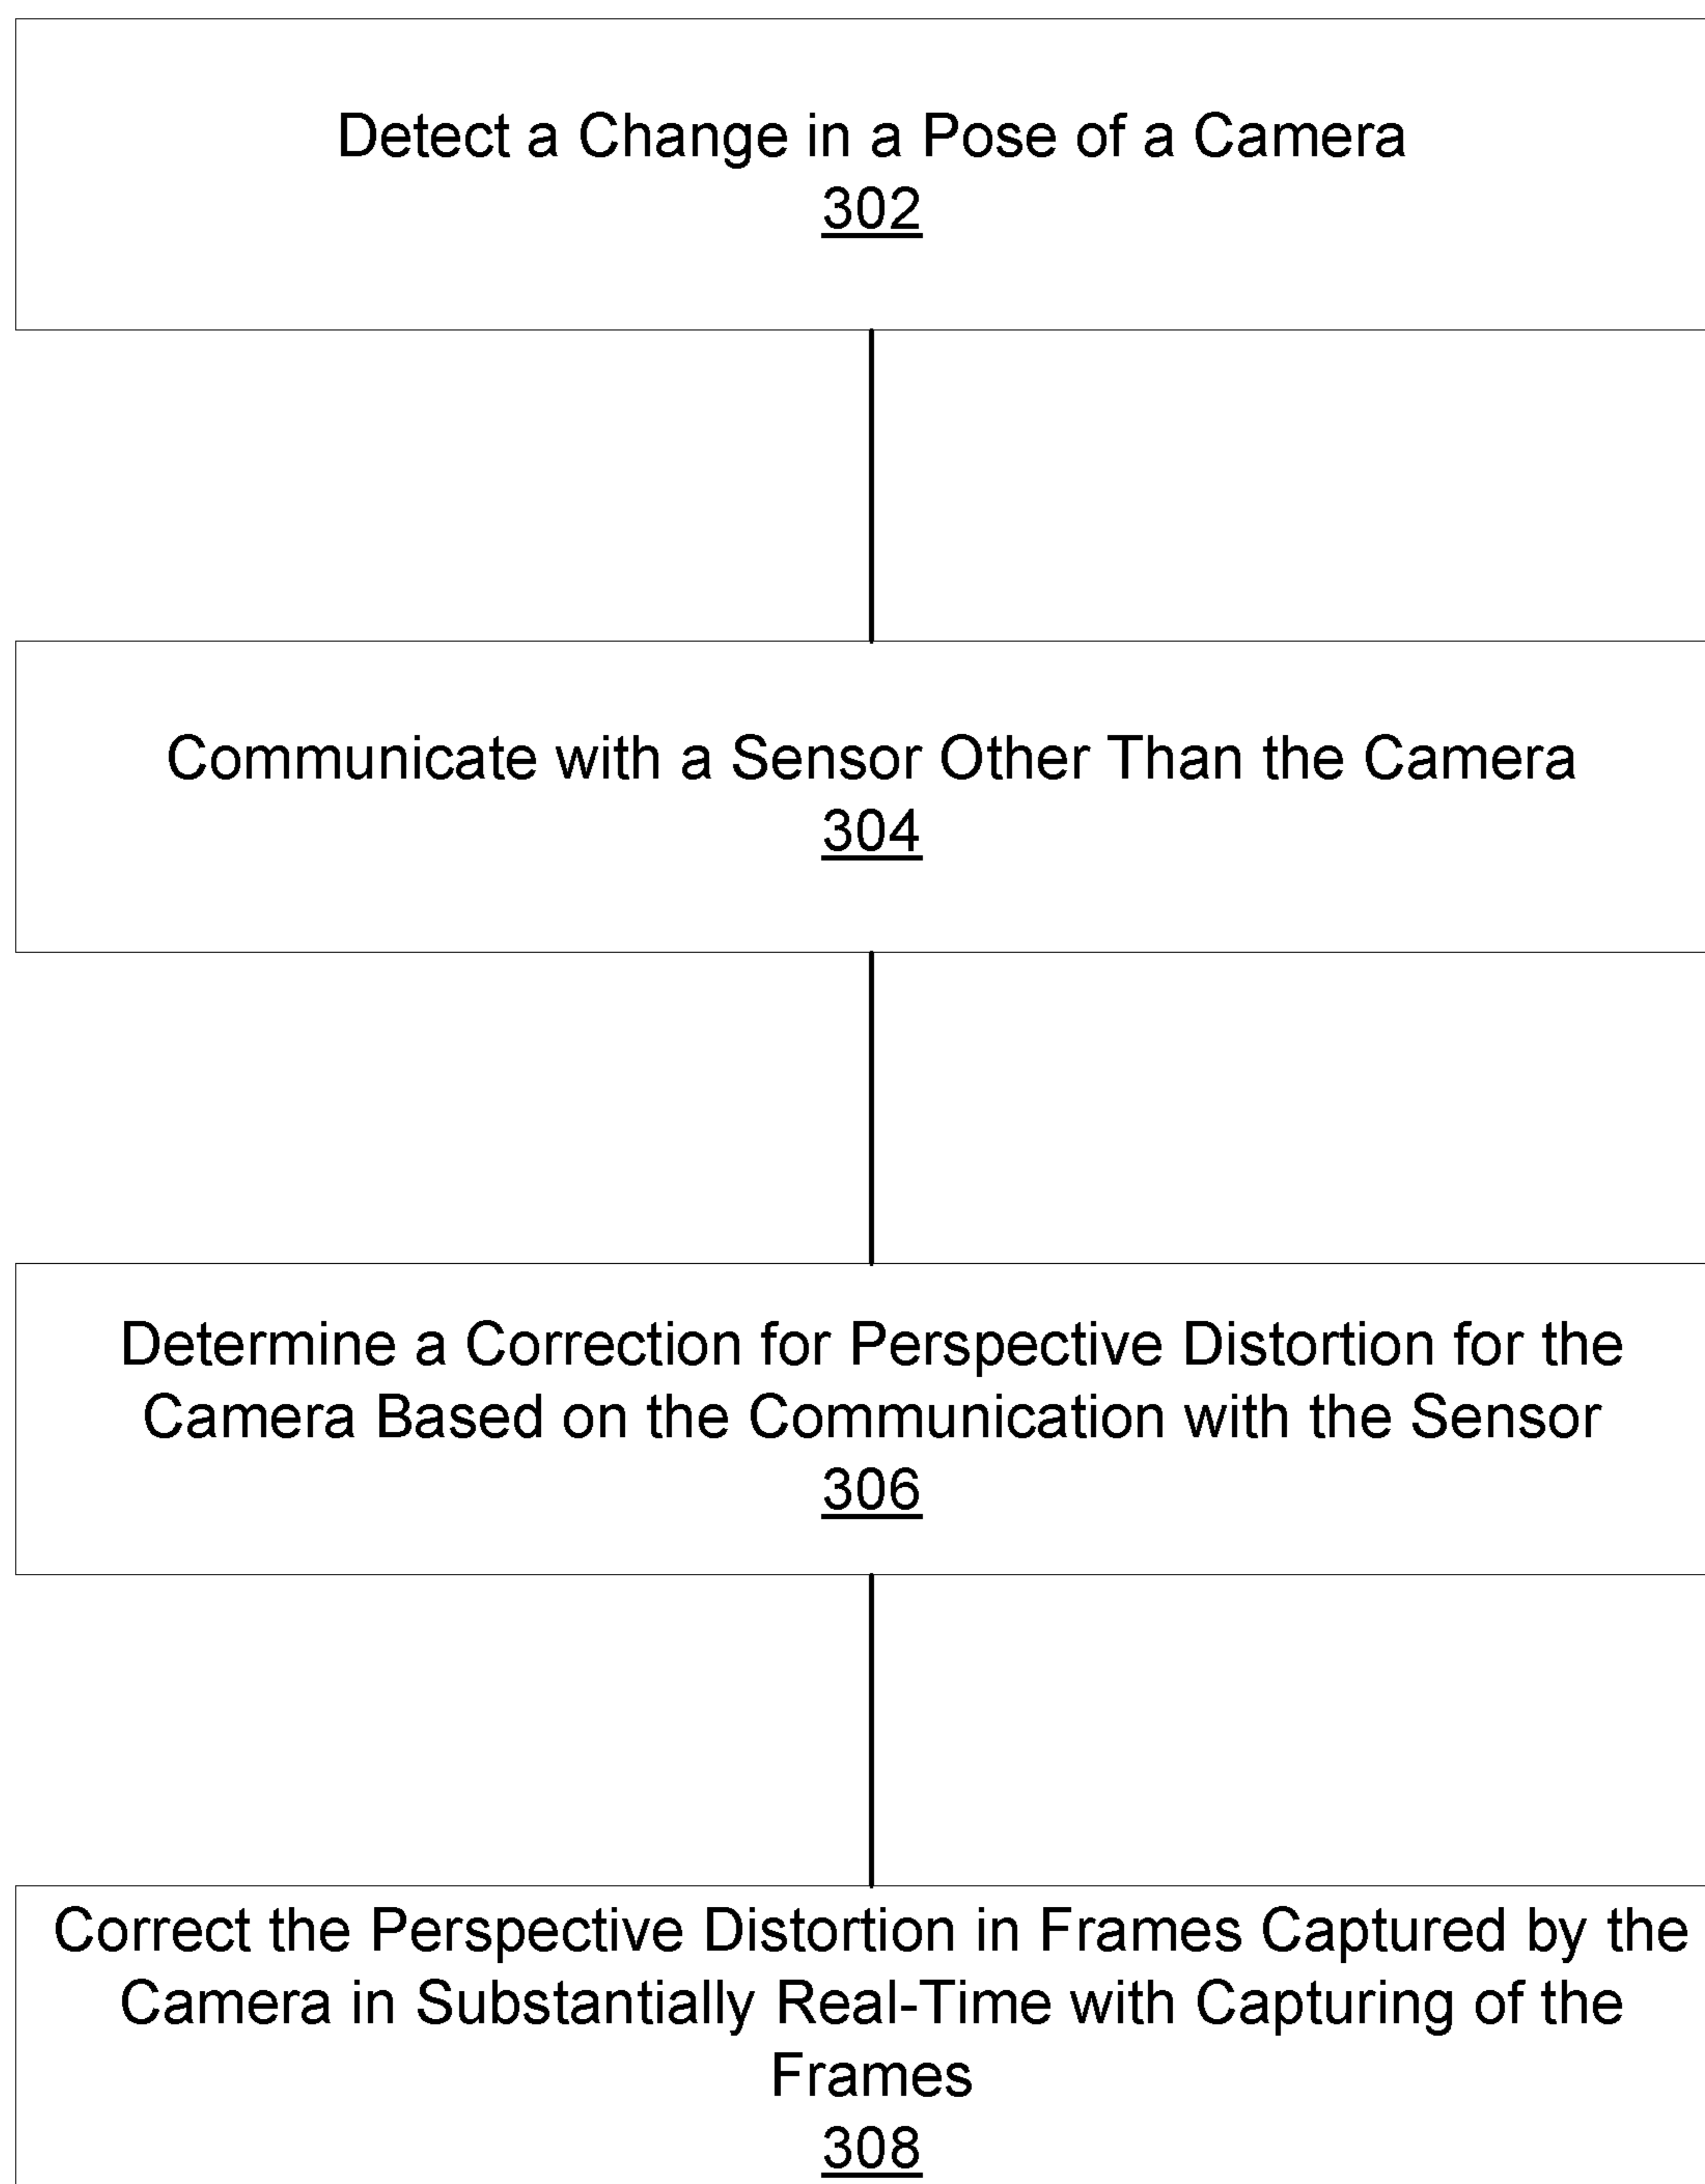 Detect a Change in a Pose of a Camera
302
Communicate with a Sensor Other Than the Camera
304
Determine a Correction for Perspective Distortion for the
Camera Based on the Communication with the Sensor
306
Correct the Perspective Distortion in Frames Captured by the
Camera in Substantially Real-Time with Capturing of the
Frames
308